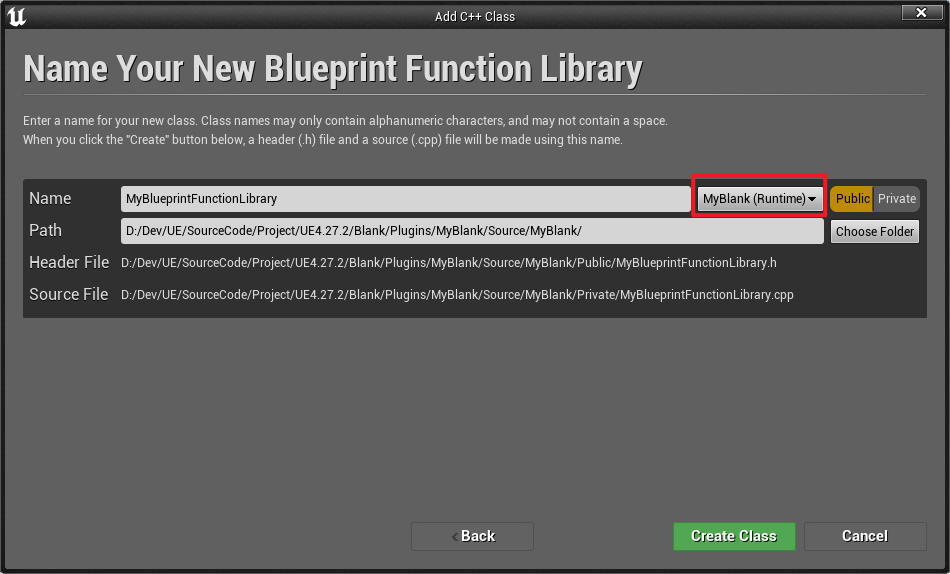 Add C++ Class
Name Your New Blueprint Function Library
Enter a name for your new class. Class names may only contain alphanumeric characters, and may not contain a space.
When you click the "Create" button below, a header (.h) file and a source (.cpp) file will be made using this name.
Name MyBlueprintFunctionLibrary MyBlank (Runtime) Public Private
Path D:/Dev/UE/SourceCode/Project/UE4.27.2/Blank/Plugins/MyBlank/Source/MyBlank/ Choose Folder
Header File D:/Dev/UE/SourceCode/Project/UE4.27.2/Blank/Plugins/MyBlank/Source/MyBlank/Public/MyBlueprintFunctionLibrary.h
Source File D:/Dev/UE/SourceCode/Project/UE4.27.2/Blank/Plugins/MyBlank/Source/MyBlank/Private/MyBlueprintFunctionLibrary.cpp
Back Create Class Cancel